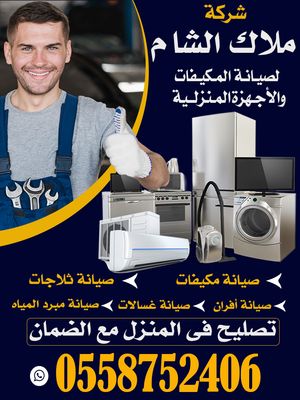 شركة
ملاك الشام
لصيانة المكيفات
والأجهزة المنزلية
صيانة مكيفات
صيانة ثلاجات
صيانة أفران
صيانة غسالات
صيانة مبرد المياه
تصليح فى المنزل مع الضمان
0558752406